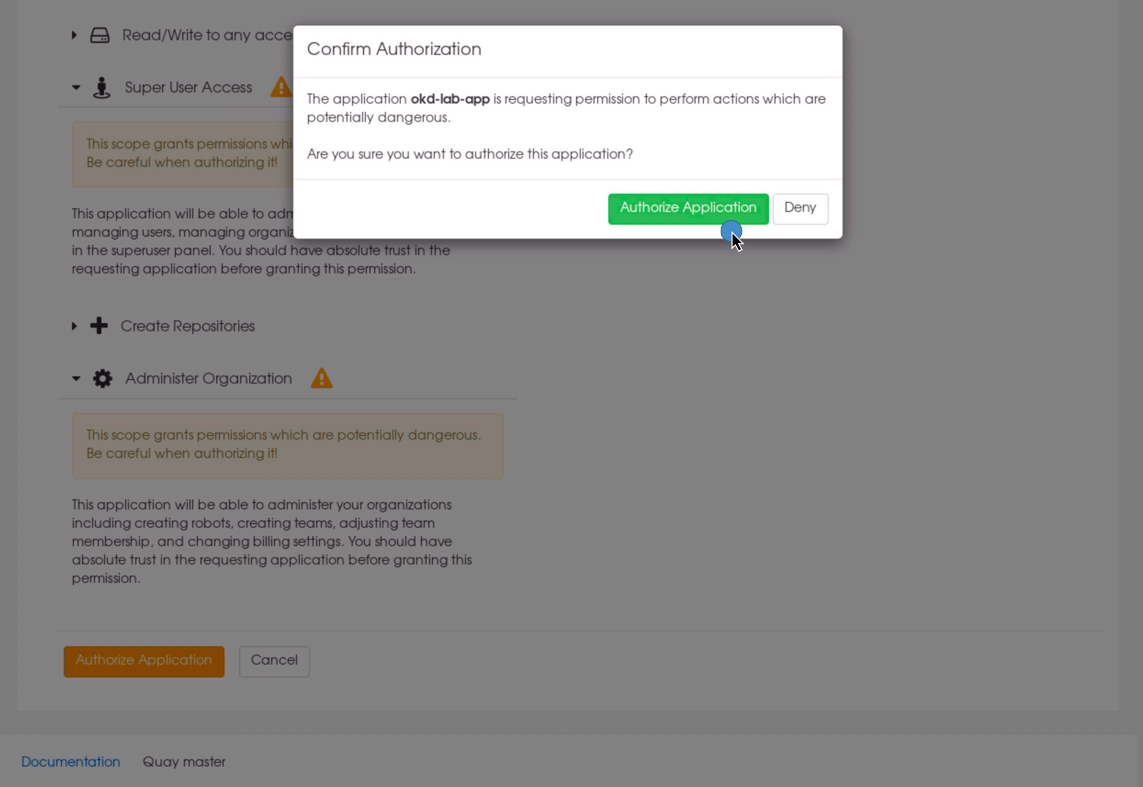 Read/Write to any acce
Confirm Authorization
Super User Access
The application okd-lab-app is requesting permission to perform actions which are
potentially dangerous.
Are you sure you want to authorize this application?
Authorize Application
Deny
This scope grants permissions whi
Be careful when authorizing it!
This application will be able to adm
managing users, managing organiz
in the superuser panel. You should have absolute trust in the
requesting application before granting this permission.
Create Repositories
Administer Organization
This scope grants permissions which are potentially dangerous.
Be careful when authorizing it!
This application will be able to administer your organizations
including creating robots, creating teams, adjusting team
membership, and changing billing settings. You should have
absolute trust in the requesting application before granting this
permission.
Authorize Application
Cancel
Documentation
Quay master